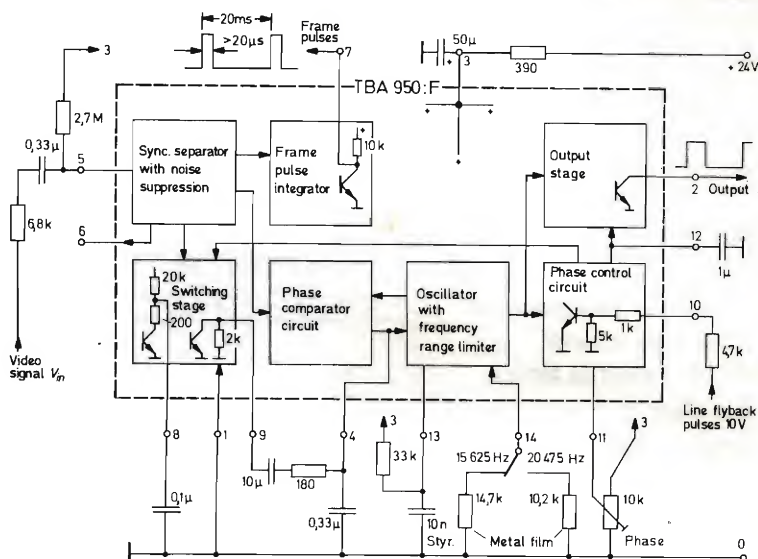 20ms
>20µs
Frame
pulses
7
3
50µ
+
3
390
+ 24V
TBA 950:F
2,7M
0,33µ
5
6,8k
6
Sync. separator
with noise
suppression
Frame
pulse
integrator
+
10k
+
+
+
Output
stage
2
Output
12
1µ
20k
Switching
stage
200
2k
Phase
comparator
circuit
Oscillator
with
frequency
range limiter
Phase control
circuit
1k
5k
10
4,7k
Video
signal Vin
Line flyback
pulses 10V
8
1
9
4
3
13
14
11
3
10µ
180
33k
15 625 Hz
20 475 Hz
0,1µ
0,33µ
10n
Styr.
14,7k
10,2k
Metal film
10k
Phase
0